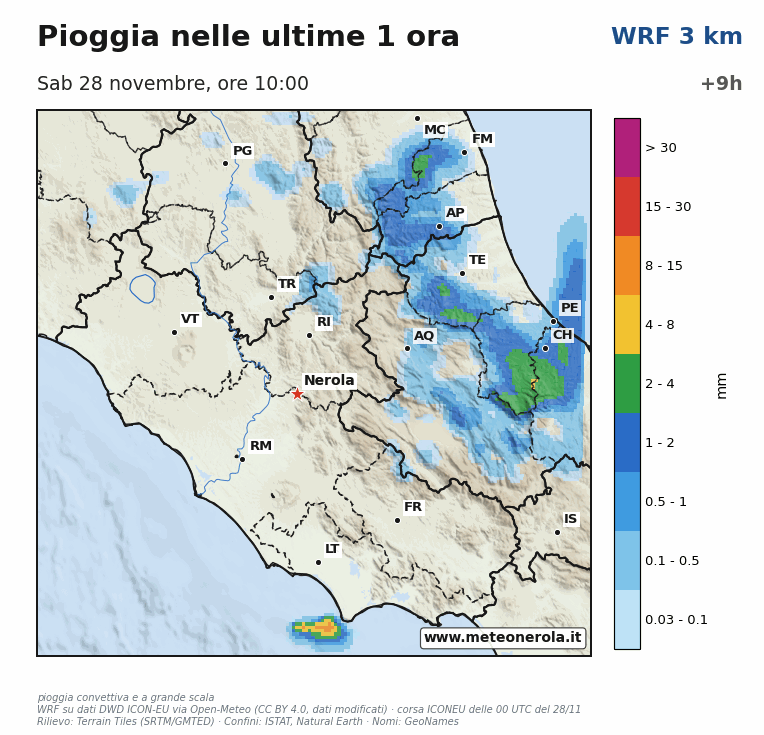 Pioggia nelle ultime 1 ora
WRF 3 km
Sab 28 novembre, ore 10:00
+9h
MC
FM
PG
AP
TE
TR
PE
VT
RI
AQ
CH
Nerola
RM
FR
IS
LT
www.meteonerola.it
> 30
15 - 30
8 - 15
4 - 8
2 - 4
1 - 2
0.5 - 1
0.1 - 0.5
0.03 - 0.1
mm
pioggia convettiva e a grande scala
WRF su dati DWD ICON-EU via Open-Meteo (CC BY 4.0, dati modificati) · corsa ICONEU delle 00 UTC del 28/11
Rilievo: Terrain Tiles (SRTM/GMTED) · Confini: ISTAT, Natural Earth · Nomi: GeoNames